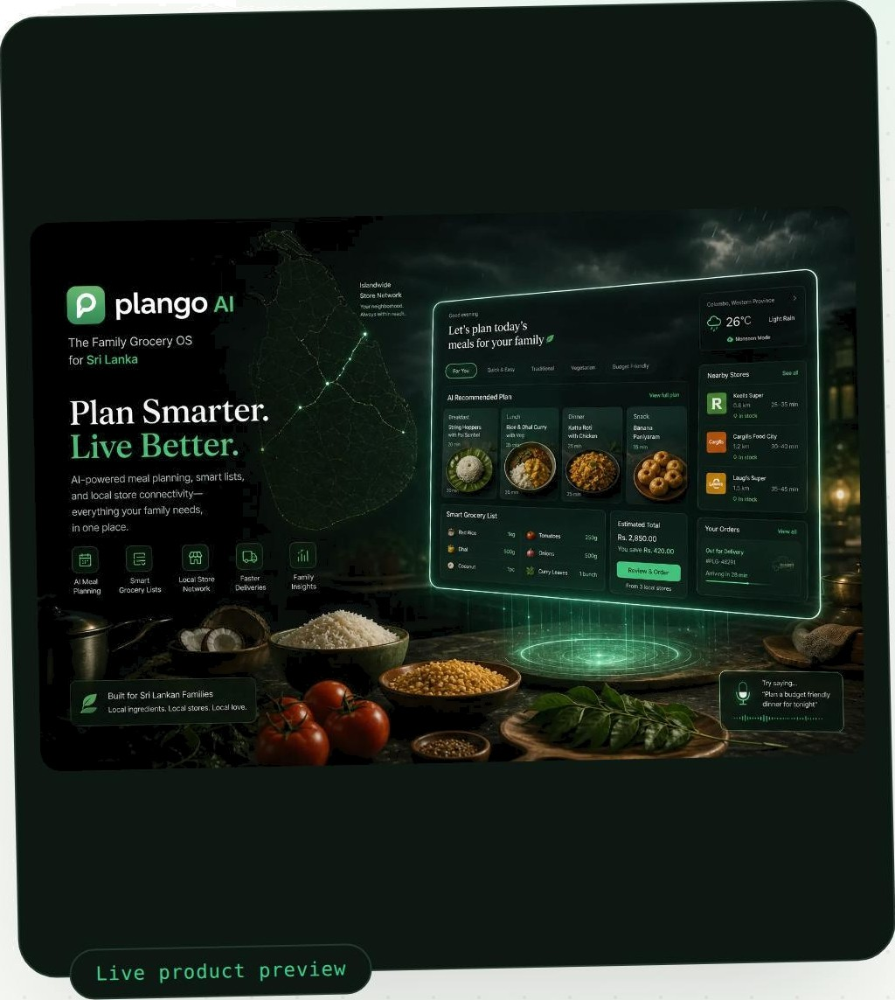 plango AI
The Family Grocery OS
for Sri Lanka
Plan Smarter.
Live Better.
AI-powered meal planning, smart lists,
and local store connectivity—
everything your family needs,
in one place.
AI Meal
Planning
Smart
Grocery Lists
Local Store
Network
Faster
Deliveries
Family
Insights
Built for Sri Lankan Families
Local ingredients. Local stores. Local love.
Islandwide
Store Network
Your neighborhood.
Always within reach.
Good evening
Let's plan today's
meals for your family
For You
Quick & Easy
Traditional
Vegetarian
Budget Friendly
AI Recommended Plan
View full plan
Breakfast
String Hoppers
with Pol Sambol
20 min
20 min
Lunch
Rice & Dhal Curry
with Veg
35 min
Dinner
Kottu Roti
with Chicken
25 min
25 min
Snack
Banana
Paniyaram
15 min
Smart Grocery List
Red Rice
1kg
Dhal
500g
Coconut
1pc
Tomatoes
250g
Onions
500g
Curry Leaves
1 bunch
Estimated Total
Rs. 2,850.00
You save Rs. 420.00
Review & Order
From 3 local stores
Colombo, Western Province
26°C
Light Rain
Monsoon Mode
Nearby Stores
See all
R
Keells Super
0.6 km
25–35 min
In stock
Cargills
Cargills Food City
1.2 km
30–40 min
In stock
Laugfs Super
1.5 km
35–45 min
In stock
Your Orders
View all
Out for Delivery
#PLG-48291
Arriving in 28 min
Try saying...
"Plan a budget friendly
dinner for tonight"
Live product preview